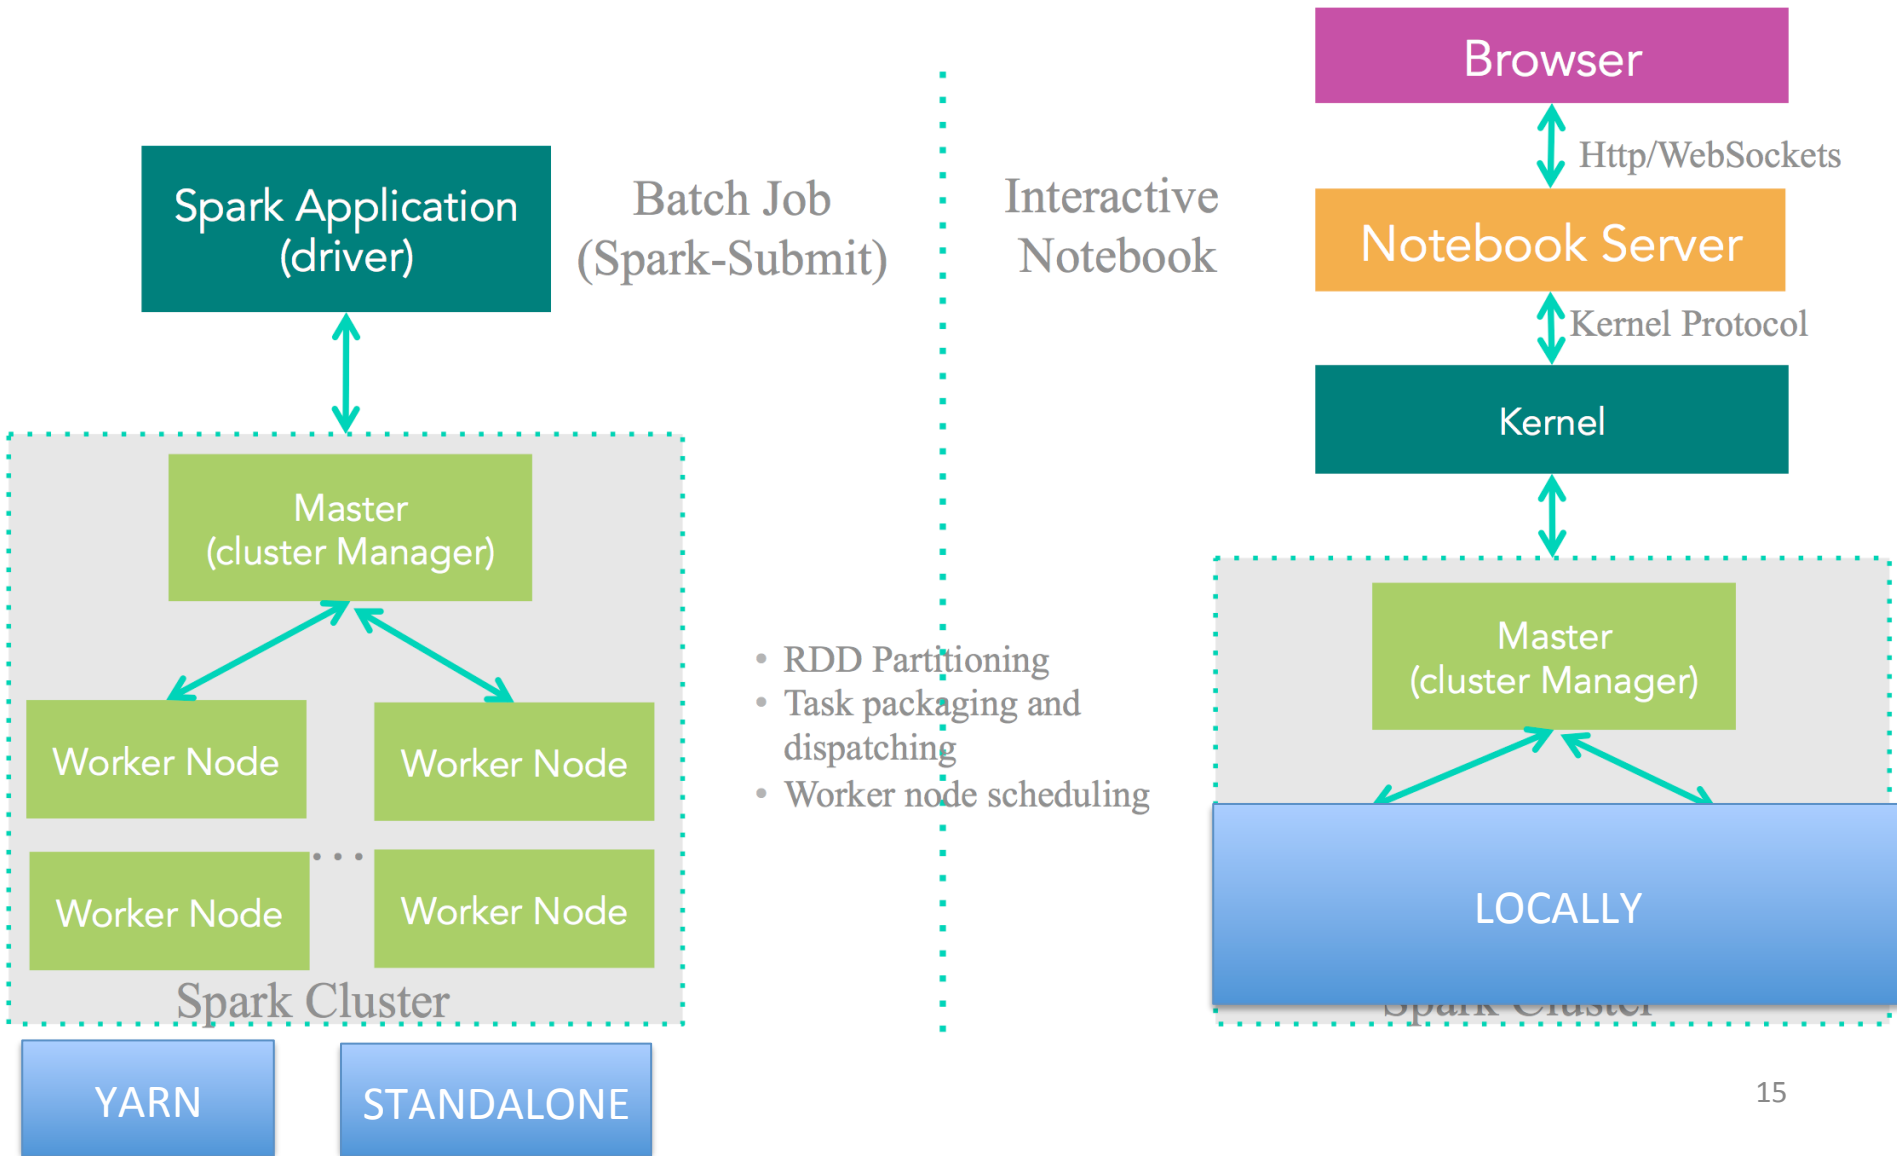 Spark Application
(driver)
Batch Job
(Spark-Submit)
Master
(cluster Manager)
Worker Node
Worker Node
...
Worker Node
Worker Node
Spark Cluster
YARN
STANDALONE
• RDD Partitioning
• Task packaging and
dispatching
• Worker node scheduling
Interactive
Notebook
Browser
Http/WebSockets
Notebook Server
Kernel Protocol
Kernel
Master
(cluster Manager)
LOCALLY
Spark Cluster
15